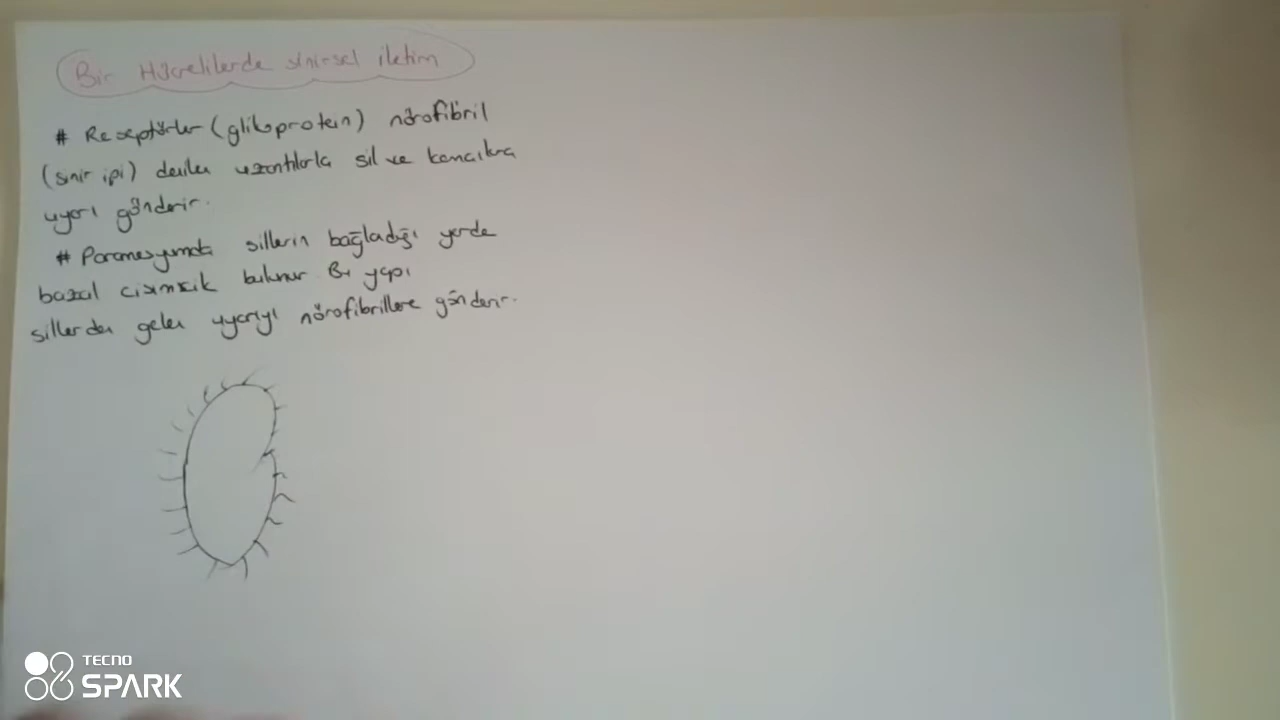 Bir Hücrelilerde sinirsel iletim
# Reseptörler (glikoprotein) nörofibril
(sinir ipi) denilen uzantılarla sil ve kamçılara
uyarı gönderir.
# Paramesyumda sillerin bağladığı yerde
bazal cisimcik bulunur Bu yapı
sillerden gelen uyarıyı nörofibrillere gönderir.
TECNO
SPARK